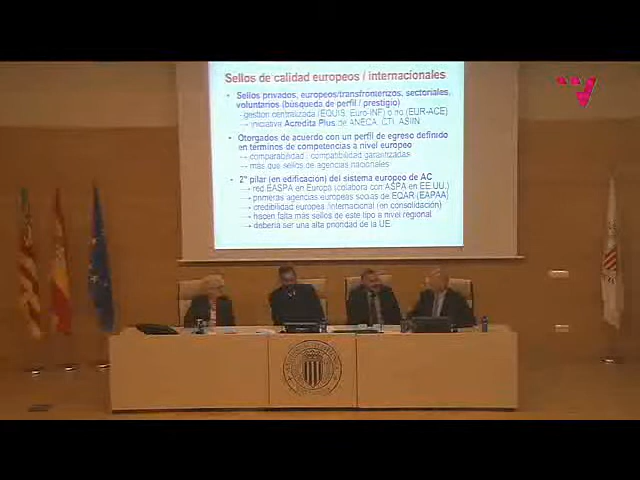 Sellos de calidad europeos / internacionales
• Sellos privados, europeos/transfronterizos, sectoriales,
voluntarios (búsqueda de perfil / prestigio)
→ gestión centralizada (EQUIS, Euro-INF) o no (EUR-ACE)
→ iniciativa Acredita Plus de ANECA, CTI, ASIIN
• Otorgados de acuerdo con un perfil de egreso definido
en términos de competencias a nivel europeo
→ comparabilidad / compatibilidad garantizadas
→ más que sellos de agencias nacionales
• 2° pilar (en edificación) del sistema europeo de AC
→ red EASPA en Europa (colabora con ASPA en EE.UU.)
→ primeras agencias europeas socias de EQAR (EAPAA)
→ credibilidad europea /internacional (en consolidación)
→ hacen falta más sellos de este tipo a nivel regional
→ debería ser una alta prioridad de la UE